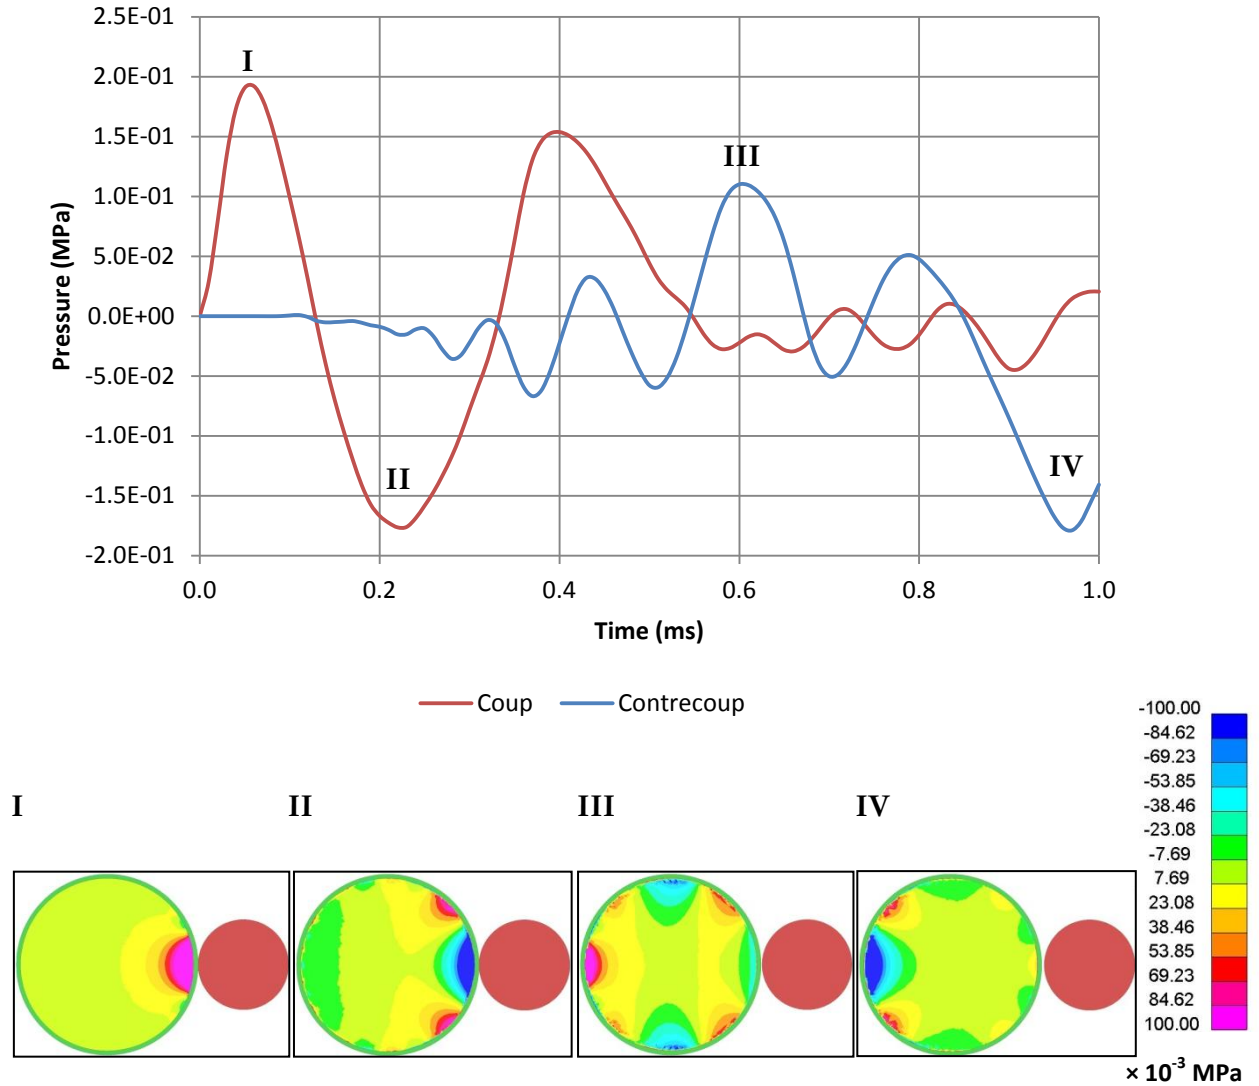 2.5E-01
I
2.0E-01
1.5E-01
III
1.0E-01
5.0E-02
0.0E+00
-5.0E-02
-1.0E-01
II
IV
-1.5E-01
-2.0E-01
Pressure (MPa)
0.0 0.2 0.4 0.6 0.8 1.0
Time (ms)
Coup Contrecoup
I II III IV
-100.00
-84.62
-69.23
-53.85
-38.46
-23.08
-7.69
7.69
23.08
38.46
53.85
69.23
84.62
100.00
× 10⁻³ MPa